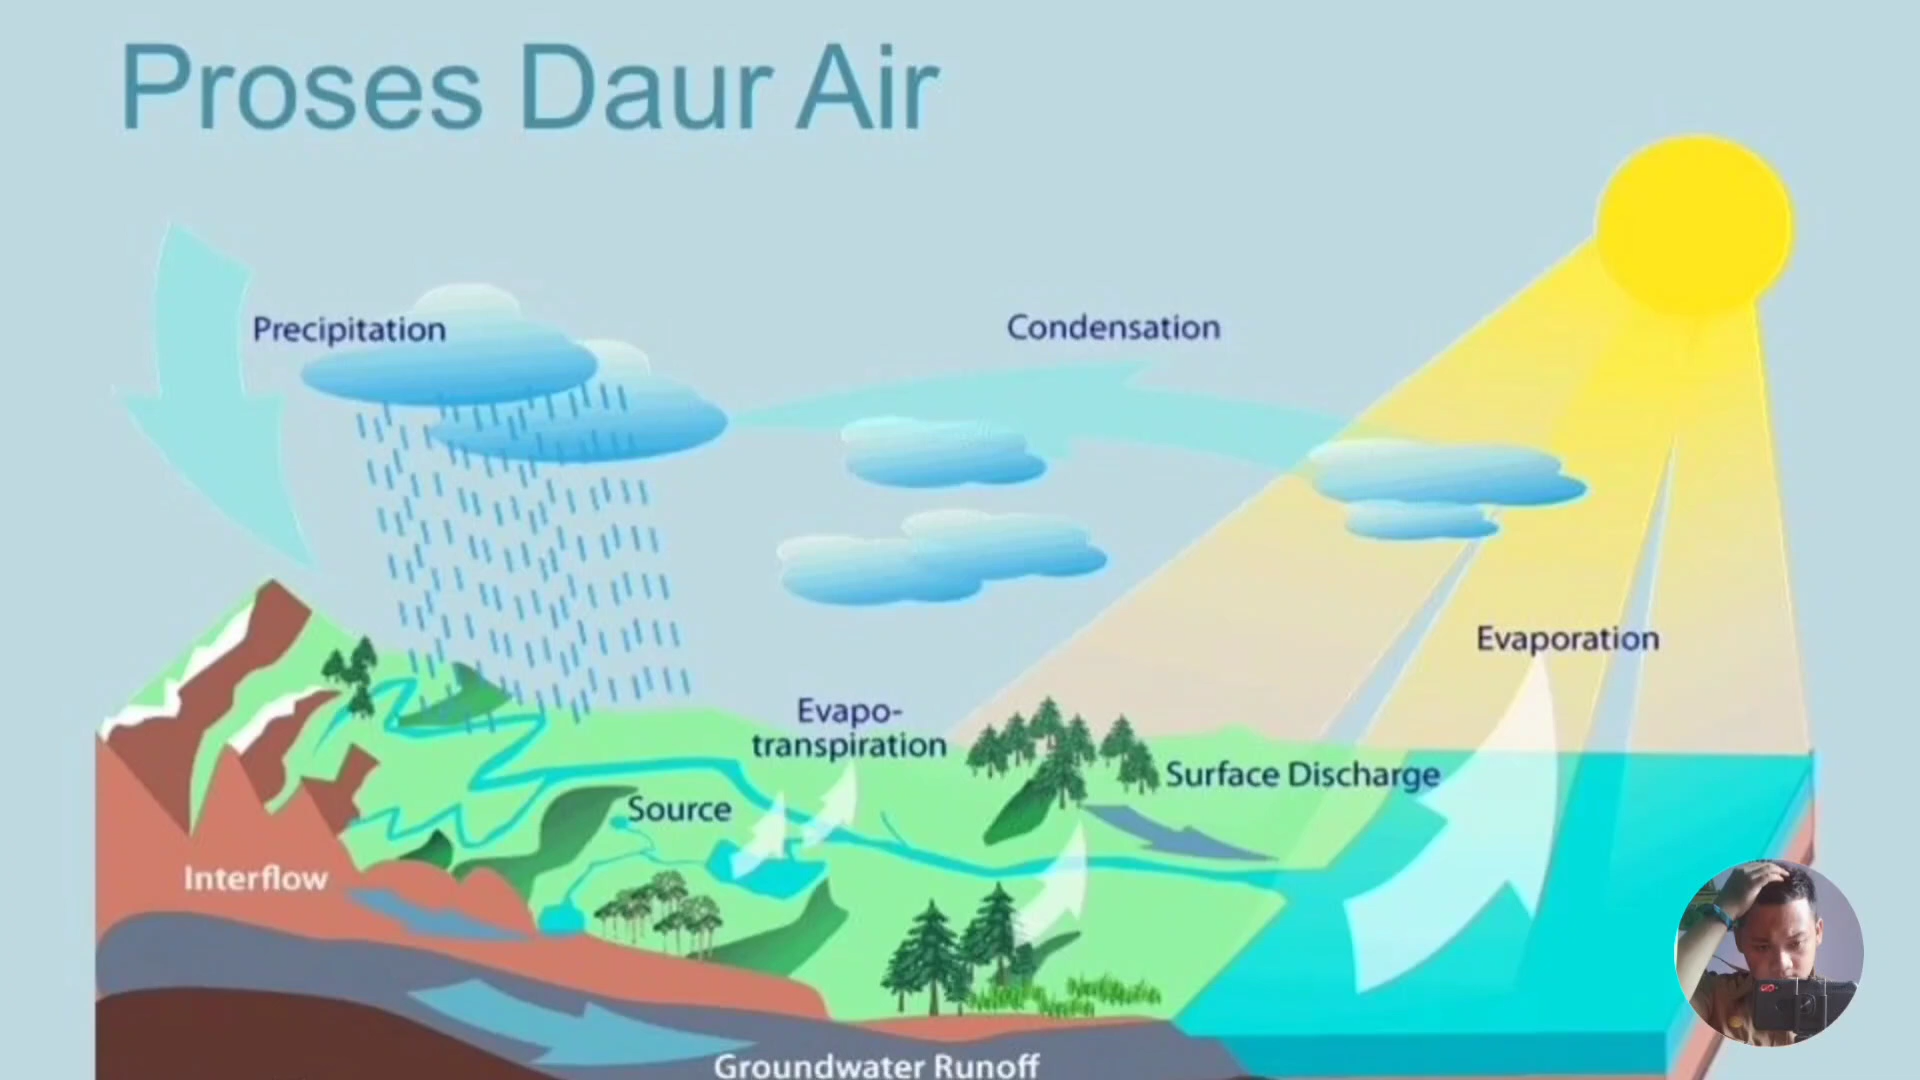 Proses Daur Air
Precipitation
Condensation
Evaporation
Evapo-
transpiration
Surface Discharge
Source
Interflow
Groundwater Runoff